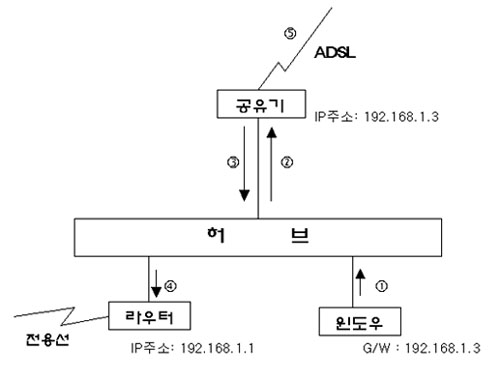 ⑤
ADSL
공유기
IP주소: 192.168.1.3
③
②
허 브
④
①
라우터
윈도우
전용선
IP주소: 192.168.1.1
G/W : 192.168.1.3